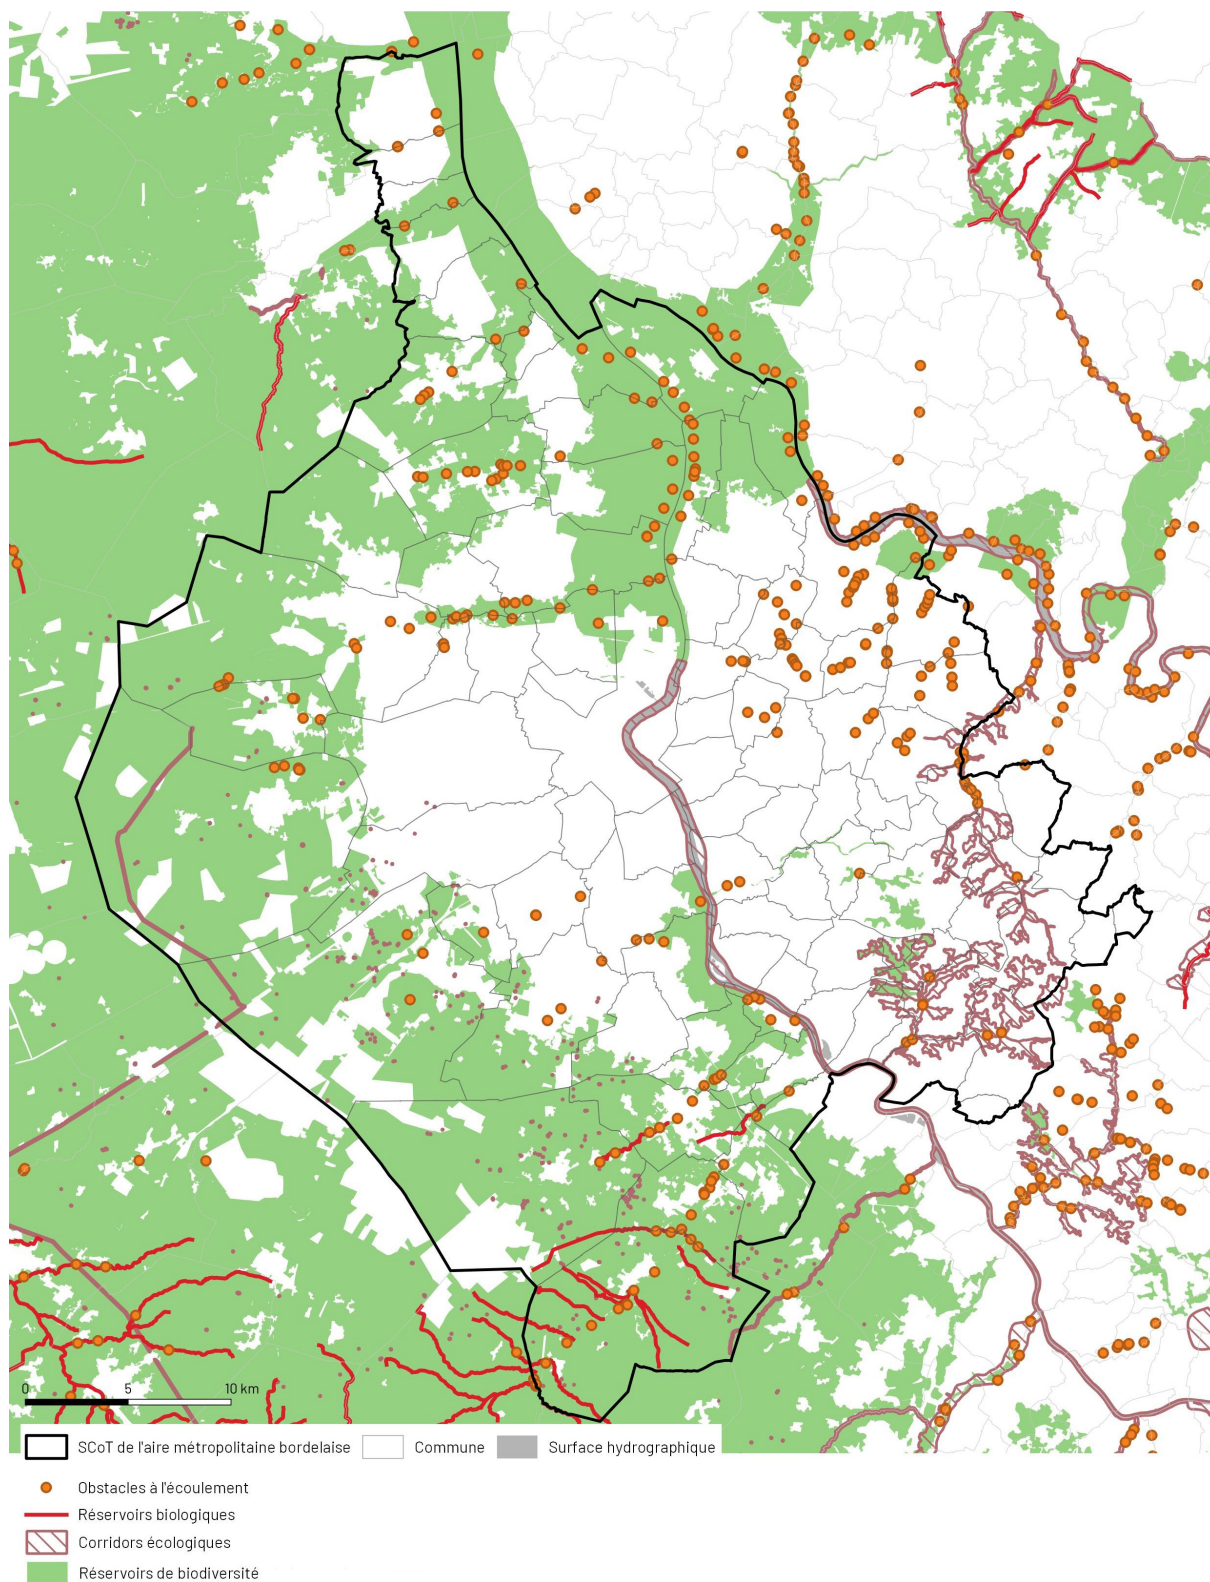 0 5 10 km
SCoT de l'aire métropolitaine bordelaise Commune Surface hydrographique
Obstacles à l'écoulement
Réservoirs biologiques
Corridors écologiques
Réservoirs de biodiversité